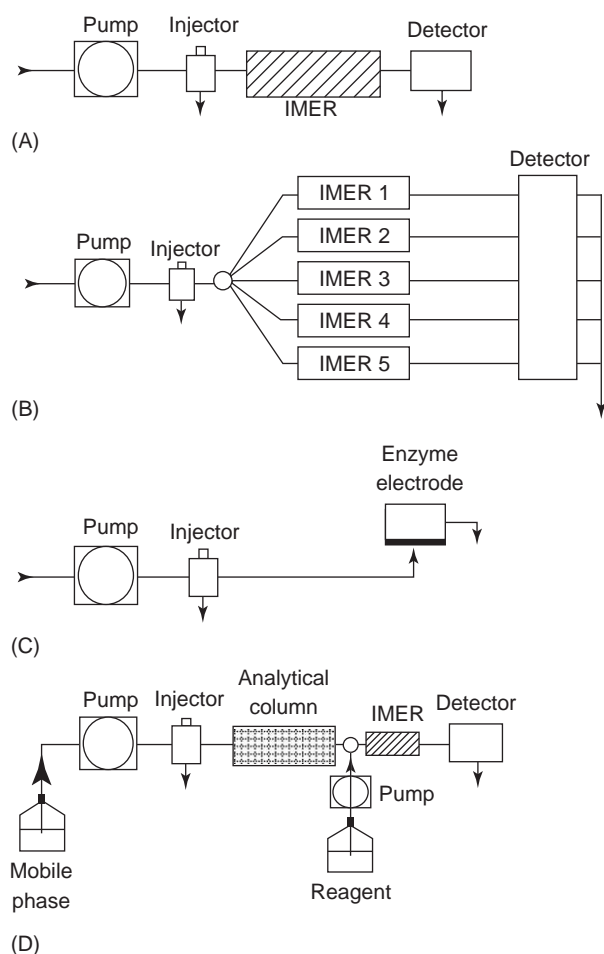 Pump
Injector
Detector
IMER
(A)
Detector
IMER 1
Pump
Injector
IMER 2
IMER 3
IMER 4
IMER 5
(B)
Enzyme
electrode
Pump
Injector
(C)
Analytical
column
Pump
Injector
IMER
Detector
Pump
Mobile
phase
Reagent
(D)